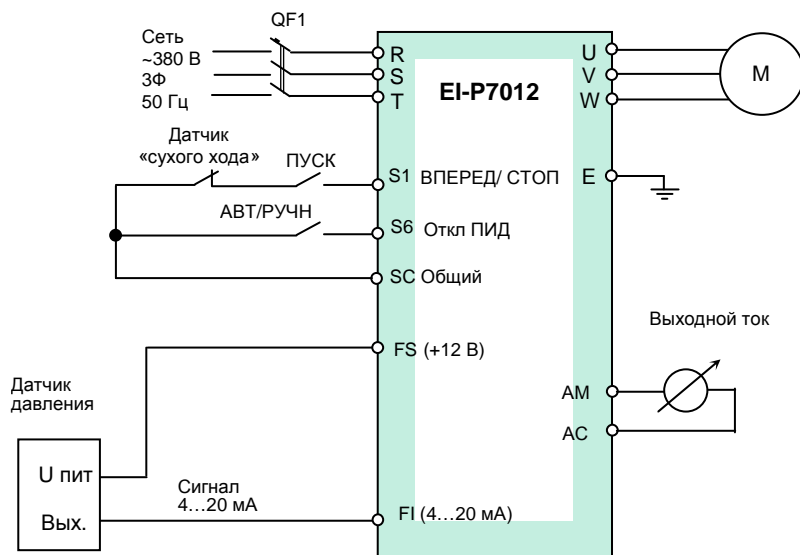 QF1
Сеть
~380 В
3Ф
50 Гц
R
S
T
EI-P7012
U
V
W
M
Датчик
«сухого хода»
ПУСК
S1 ВПЕРЕД/ СТОП
E
АВТ/РУЧН
S6 Откл ПИД
SC Общий
Выходной ток
FS (+12 В)
AM
AC
Датчик
давления
U пит
Вых.
Сигнал
4...20 мА
FI (4...20 мА)